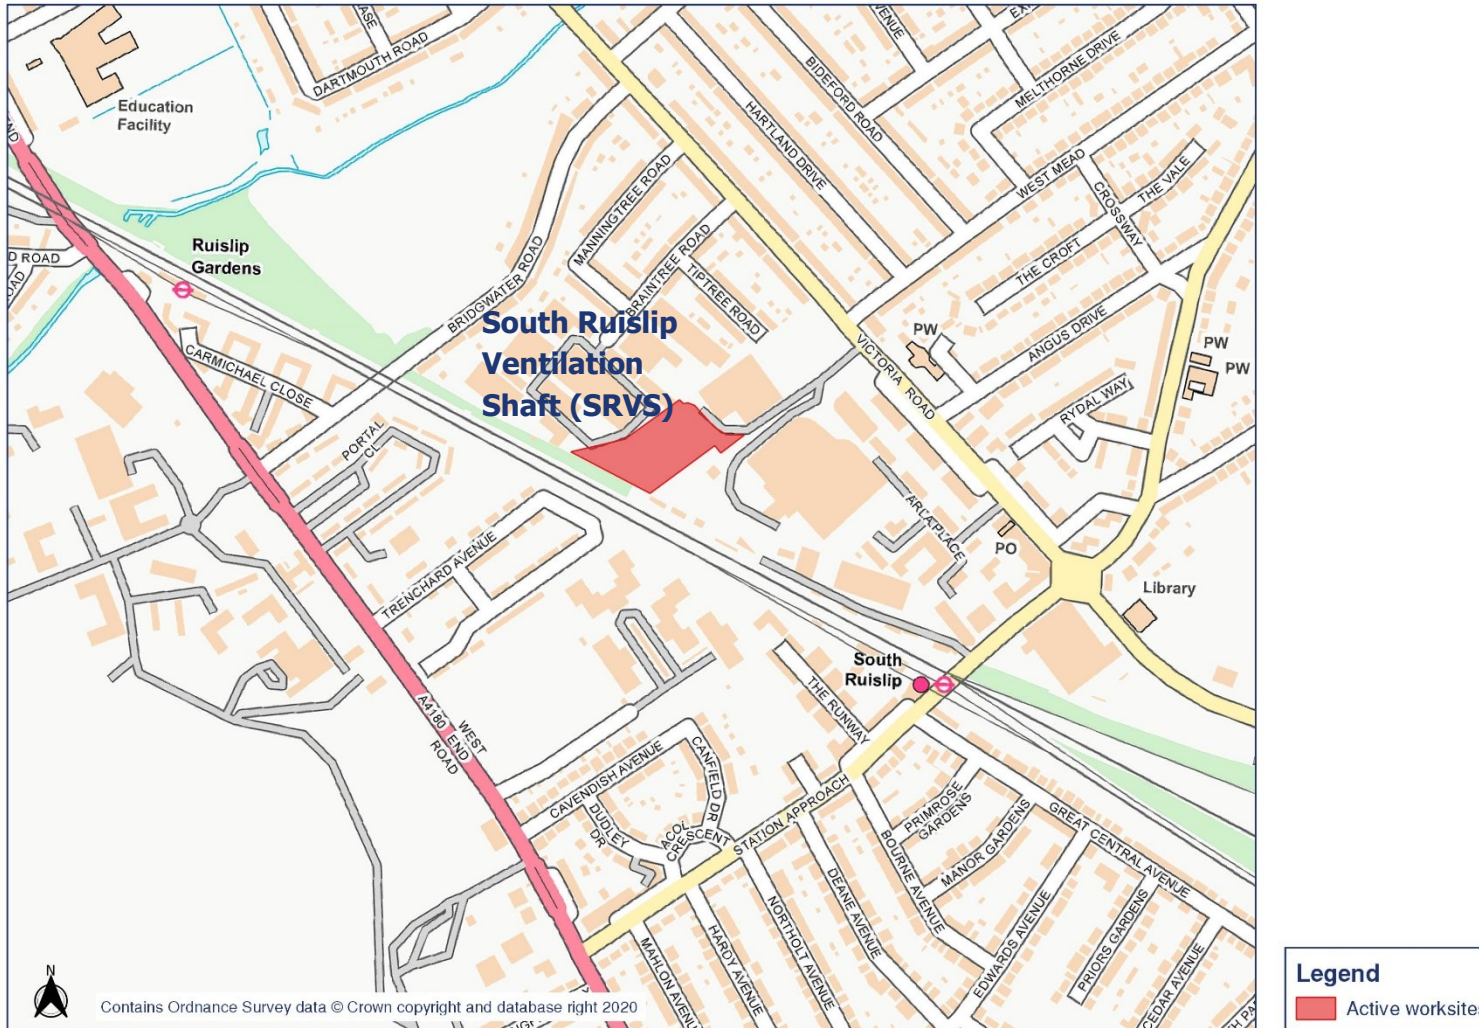 DARTMOUTH ROAD
Education
Facility
BIDEFORD ROAD
MELTHORNE DRIVE
HARTLAND DRIVE
WEST MEAD
CROSSWAY
THE VALE
MANNINGTREE ROAD
THE CROFT
Ruislip
Gardens
D ROAD
BRIDGWATER ROAD
BRAINTREE ROAD
TIPTREE ROAD
South Ruislip
Ventilation
Shaft (SRVS)
ANGUS DRIVE
VICTORIA ROAD
PW
PW
PW
CARMICHAEL CLOSE
RYDAL WAY
PORTAL
CL
ARLA PLACE
PO
TRENCHARD AVENUE
Library
South
Ruislip
THE RUNWAY
A4180
WEST
END
ROAD
CAVENDISH AVENUE
CANFIELD DR
DUDLEY
DR
ACOL
CRESCENT
STATION APPROACH
PRIMROSE
GARDENS
MANOR GARDENS
GREAT CENTRAL AVENUE
BOURNE AVENUE
DEANE AVENUE
NORTHOLT AVENUE
HARDY AVENUE
MAHLON AVENUE
EDWARDS AVENUE
PRIORS GARDENS
CEDAR AVENUE
N
Contains Ordnance Survey data © Crown copyright and database right 2020
Legend
Active worksite